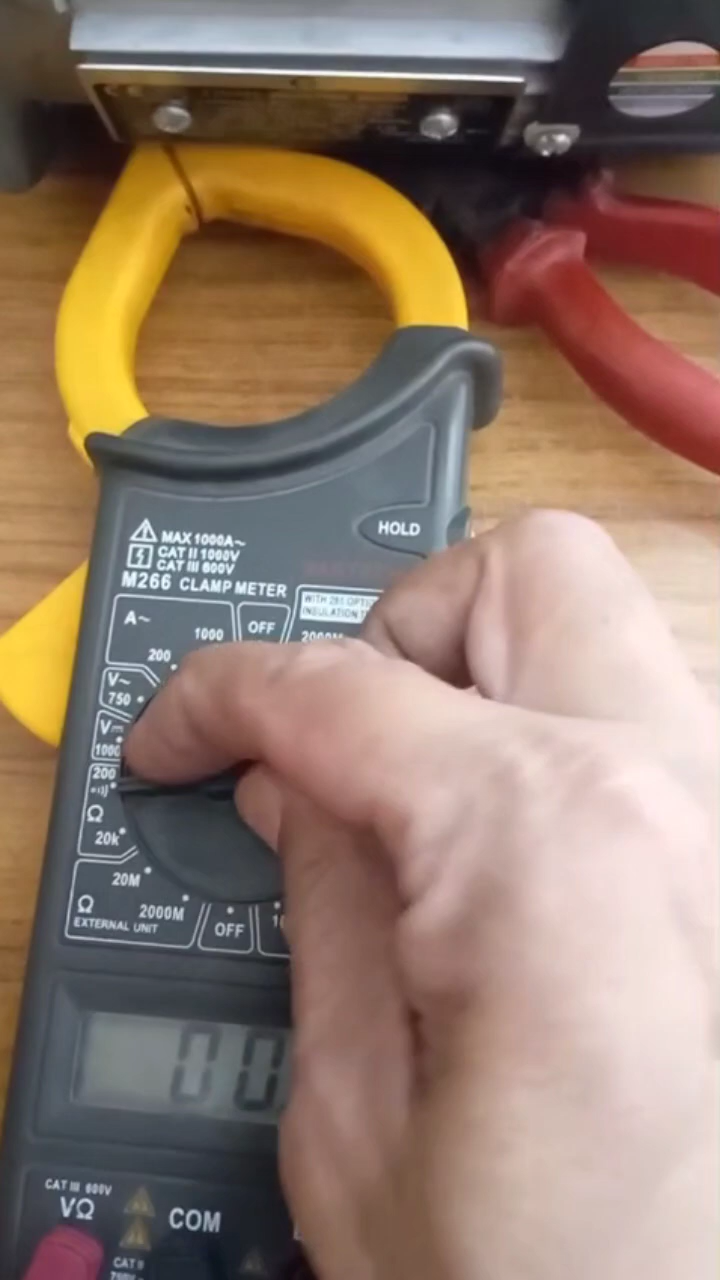 MAX 1000A~
CAT II 1000V
CAT III 600V
HOLD
M266 CLAMP METER
A~
1000
200
OFF
V~
750
V⎓
1000
200
Ω
20k
20M
Ω
2000M
EXTERNAL UNIT
OFF
00
CAT III 600V
VΩ
COM